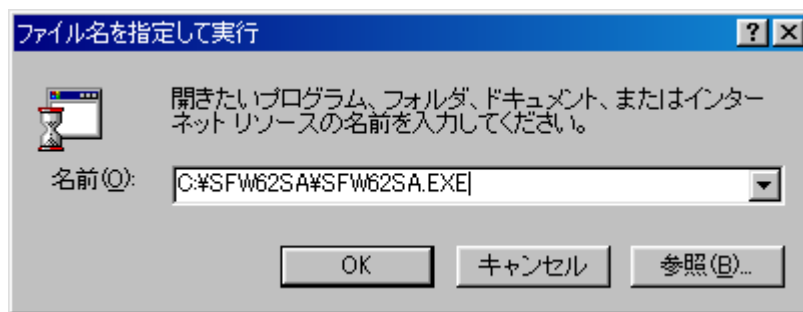 ファイル名を指定して実行
開きたいプログラム、フォルダ、ドキュメント、またはインター
ネット リソースの名前を入力してください。
名前(O):
C:¥SFW62SA¥SFW62SA.EXE
OK
キャンセル
参照(B)...